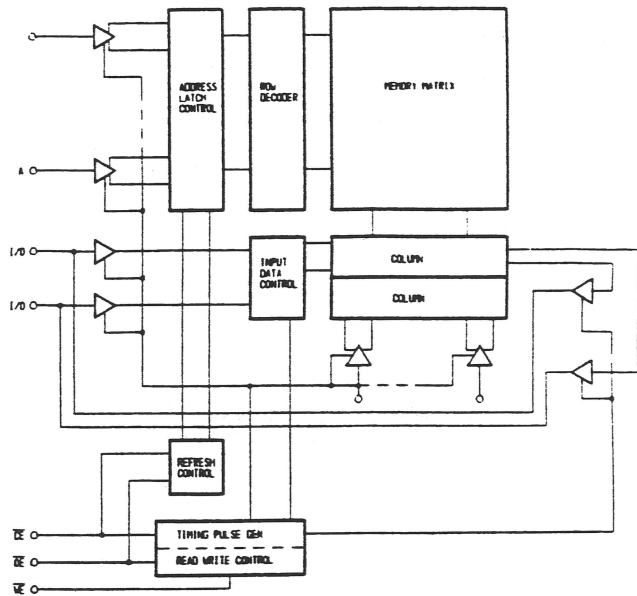 ADDRESS
LATCH
CONTROL
ROW
DECODER
MEMORY MATRIX
A
I/O
I/O
INPUT
DATA
CONTROL
COLUMN
COLUMN
REFRESH
CONTROL
CE
OE
WE
TIMING PULSE GEN
READ WRITE CONTROL